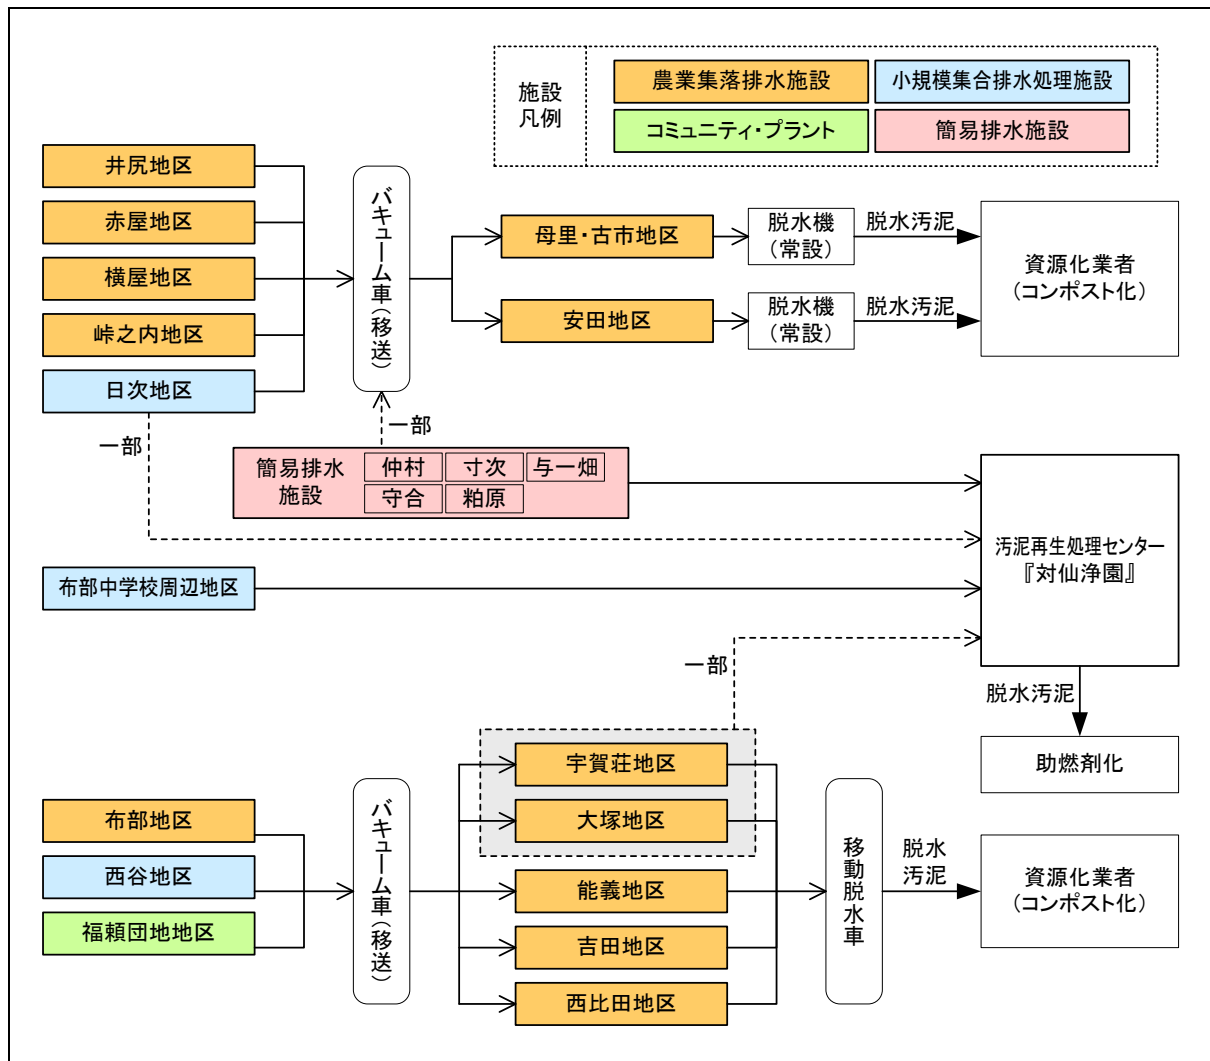 施設
凡例
農業集落排水施設
小規模集合排水処理施設
コミュニティ・プラント
簡易排水施設
井尻地区
赤屋地区
横屋地区
峠之内地区
日次地区
バキューム車(移送)
母里・古市地区
脱水機
(常設)
脱水汚泥
安田地区
脱水機
(常設)
脱水汚泥
資源化業者
(コンポスト化)
一部
一部
簡易排水
施設
仲村
寸次
与一畑
守合
粕原
布部中学校周辺地区
汚泥再生処理センター
『対仙浄園』
一部
脱水汚泥
助燃剤化
布部地区
西谷地区
福頼団地地区
バキューム車(移送)
宇賀荘地区
大塚地区
能義地区
吉田地区
西比田地区
移動脱水車
脱水
汚泥
資源化業者
(コンポスト化)